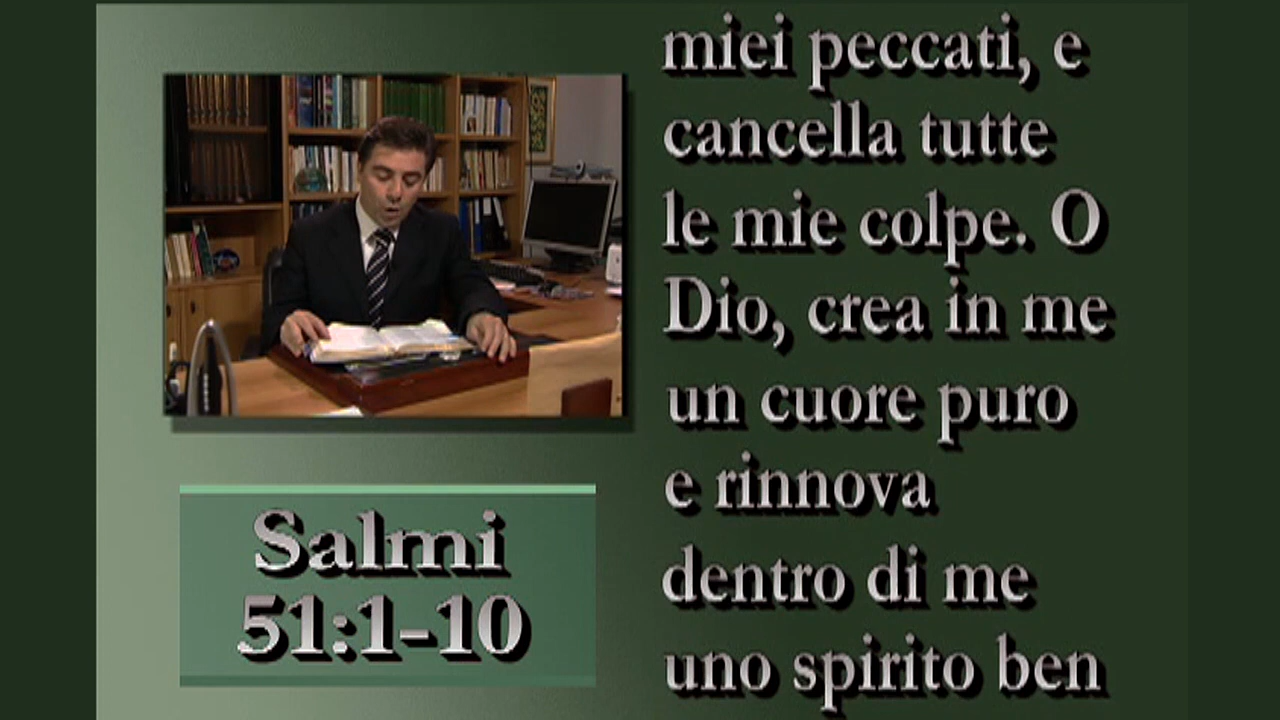 miei peccati, e
cancella tutte
le mie colpe. O
Dio, crea in me
un cuore puro
e rinnova
dentro di me
uno spirito ben
Salmi
51:1-10